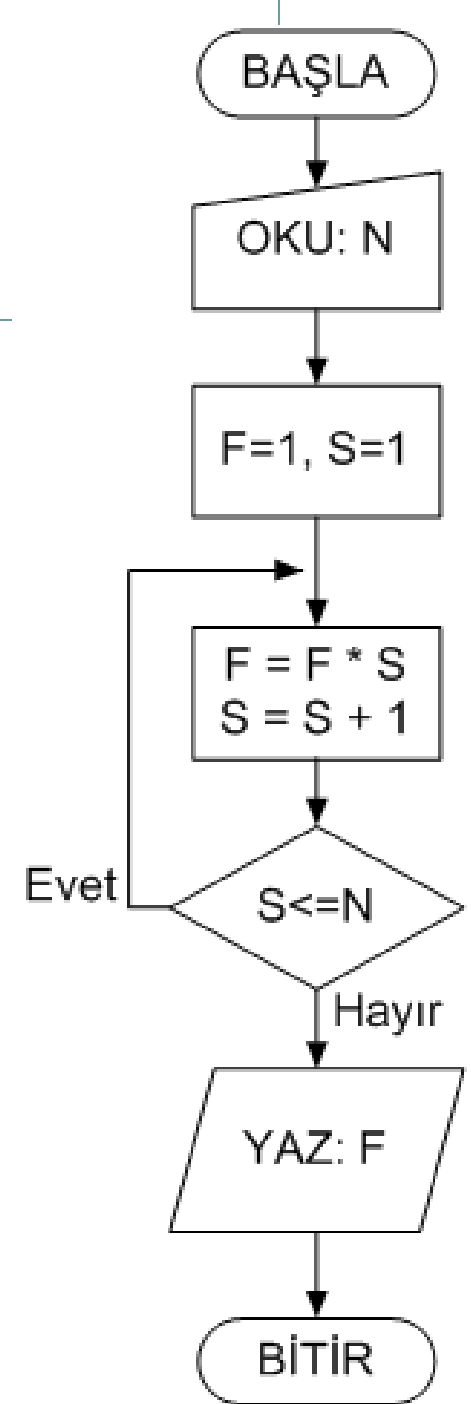 BAŞLA
OKU: N
F=1, S=1
F = F * S
S = S + 1
S<=N
Evet
Hayır
YAZ: F
BİTİR